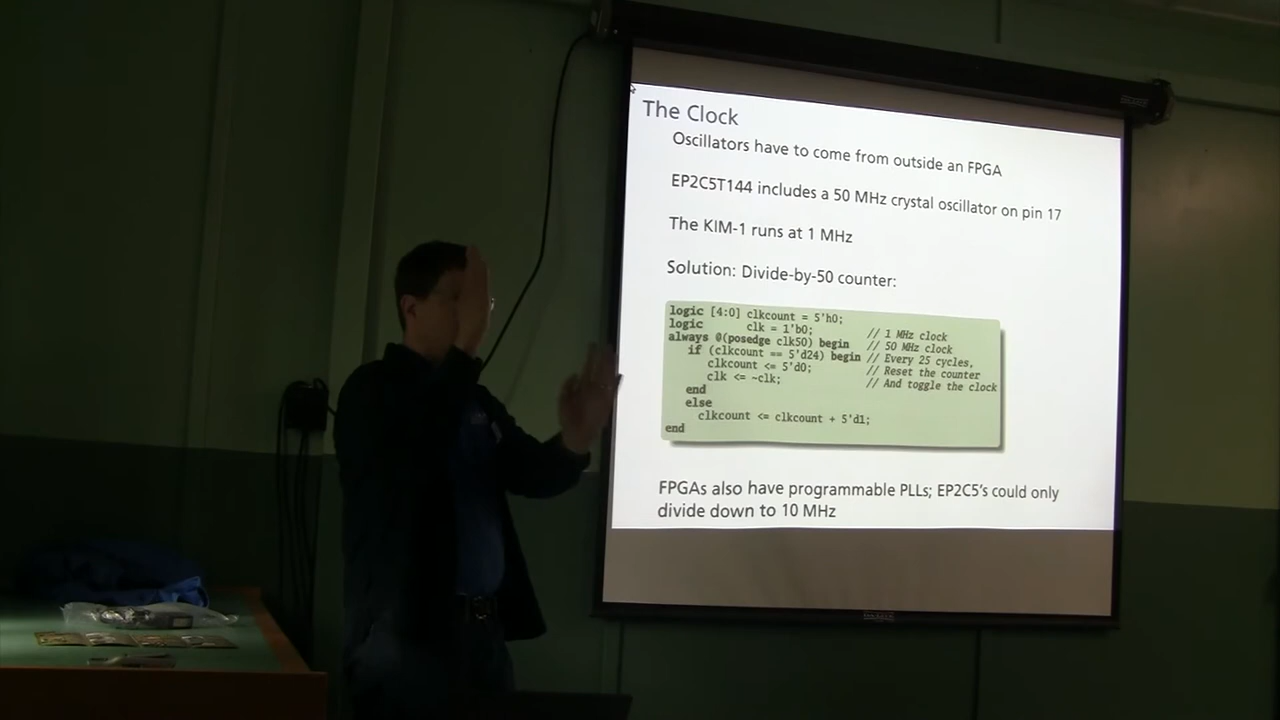 The Clock
Oscillators have to come from outside an FPGA
EP2C5T144 includes a 50 MHz crystal oscillator on pin 17
The KIM-1 runs at 1 MHz
Solution: Divide-by-50 counter:
logic [4:0] clkcount = 5'h0;
logic clk = 1'b0; // 1 MHz clock
always @(posedge clk50) begin // 50 MHz clock
if (clkcount == 5'd24) begin // Every 25 cycles,
clkcount <= 5'd0; // Reset the counter
clk <= ~clk; // And toggle the clock
end
else
clkcount <= clkcount + 5'd1;
end
FPGAs also have programmable PLLs; EP2C5's could only
divide down to 10 MHz